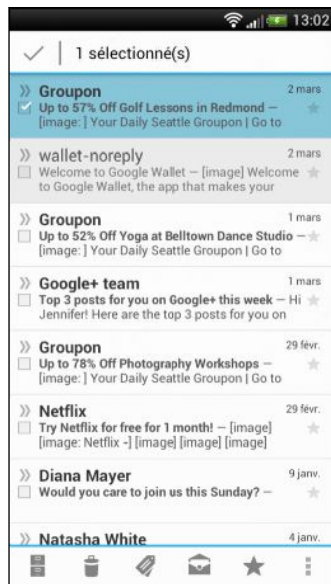 13:02
1 sélectionné(s)
Groupon 2 mars
Up to 57% Off Golf Lessons in Redmond –
[image: ] Your Daily Seattle Groupon | Go to
wallet-noreply 2 mars
Welcome to Google Wallet – [image] Welcome
to Google Wallet, the app that makes your
Groupon 1 mars
Up to 52% Off Yoga at Belltown Dance Studio –
[image: ] Your Daily Seattle Groupon | Go to
Google+ team 1 mars
Top 3 posts for you on Google+ this week – Hi
Jennifer! Here are the top 3 posts for you on
Groupon 29 févr.
Up to 78% Off Photography Workshops –
[image: ] Your Daily Seattle Groupon | Go to
Netflix 29 févr.
Try Netflix for free for 1 month! – [image]
[image: Netflix -] [image] [image] [image]
Diana Mayer 9 janv.
Would you care to join us this Sunday? –
Natasha White 4 janv.